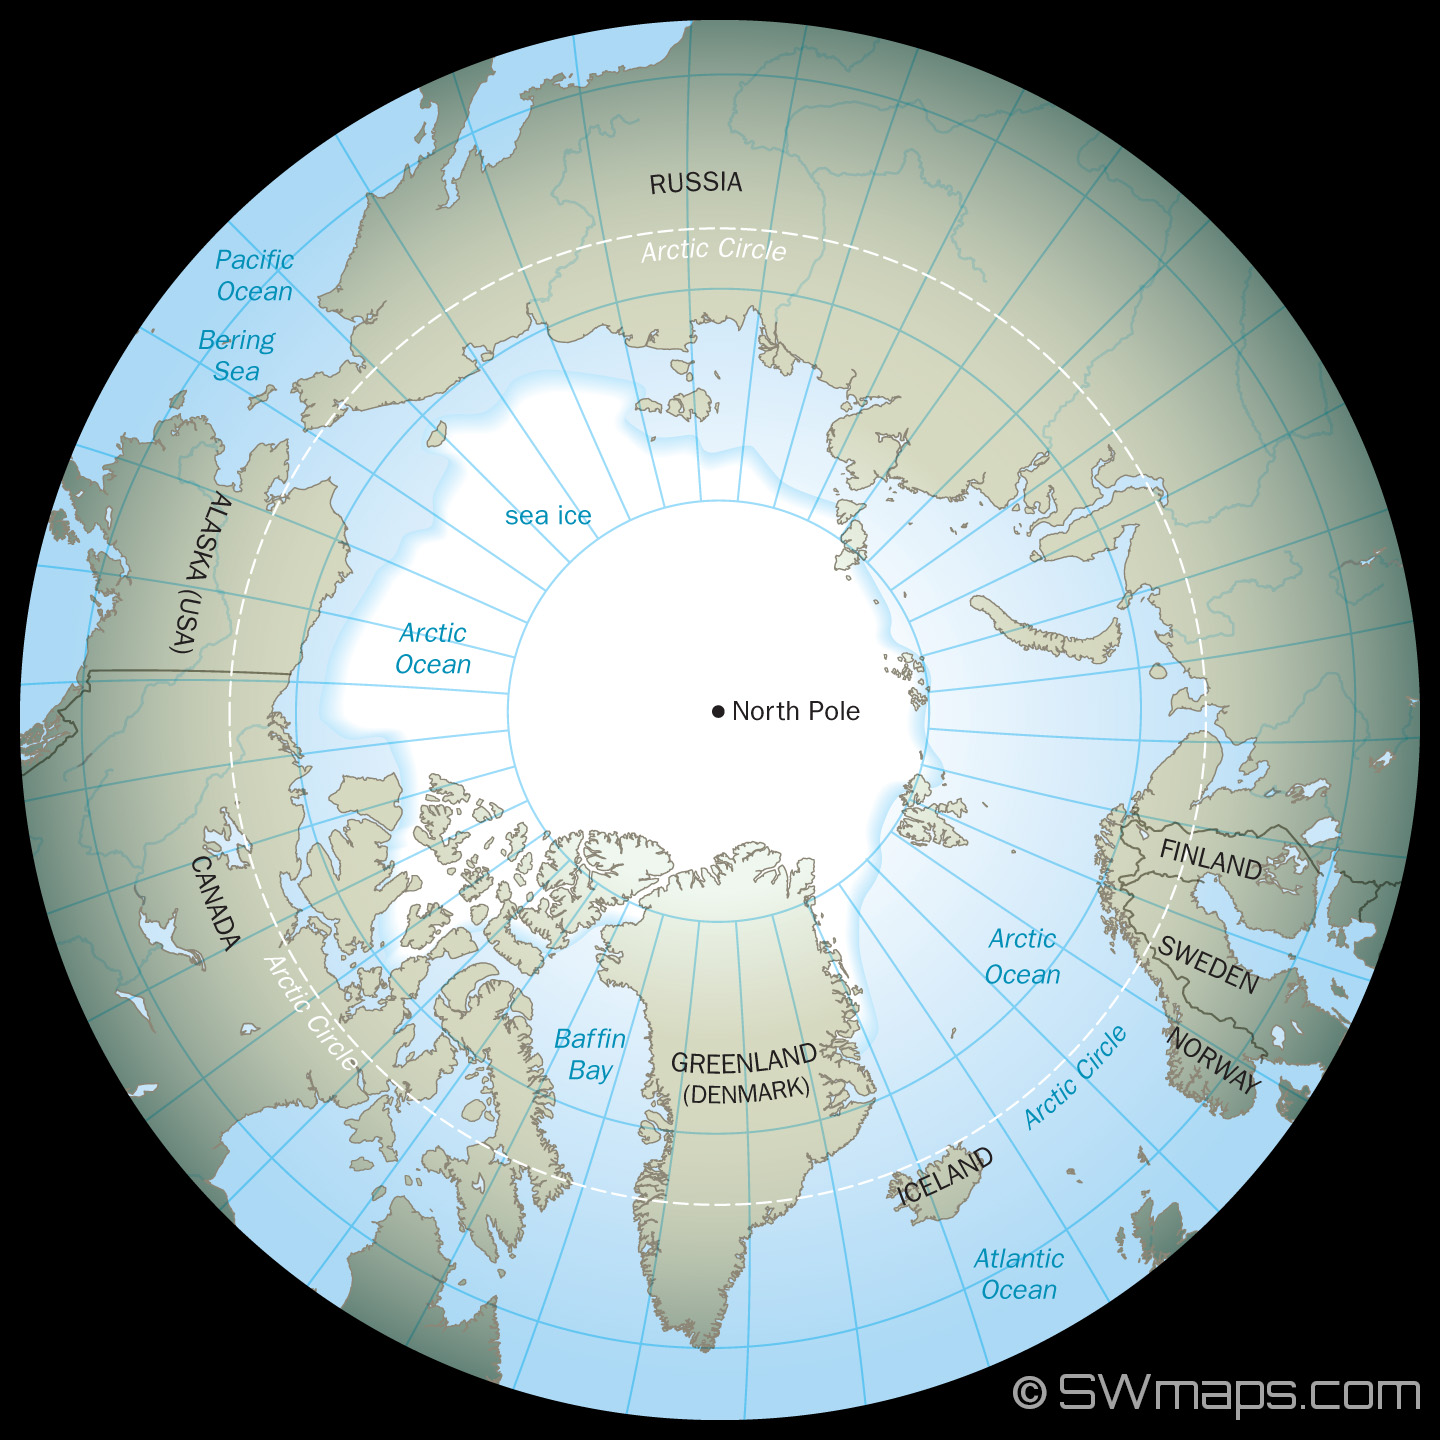 RUSSIA
Arctic Circle
Pacific
Ocean
Bering
Sea
ALASKA (USA)
sea ice
Arctic
Ocean
North Pole
CANADA
Arctic Circle
FINLAND
SWEDEN
NORWAY
Arctic
Ocean
Arctic Circle
Baffin
Bay
GREENLAND
(DENMARK)
ICELAND
Atlantic
Ocean
© SWmaps.com